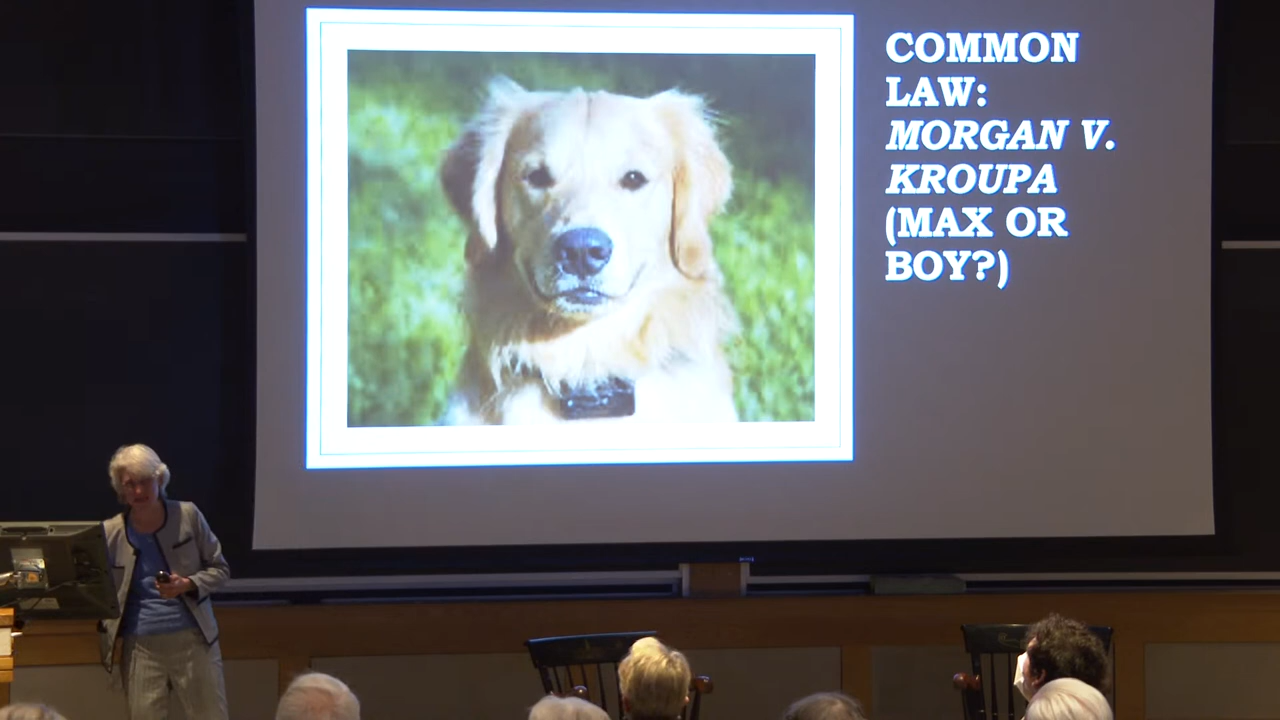 COMMON
LAW:
MORGAN V.
KROUPA
(MAX OR
BOY?)